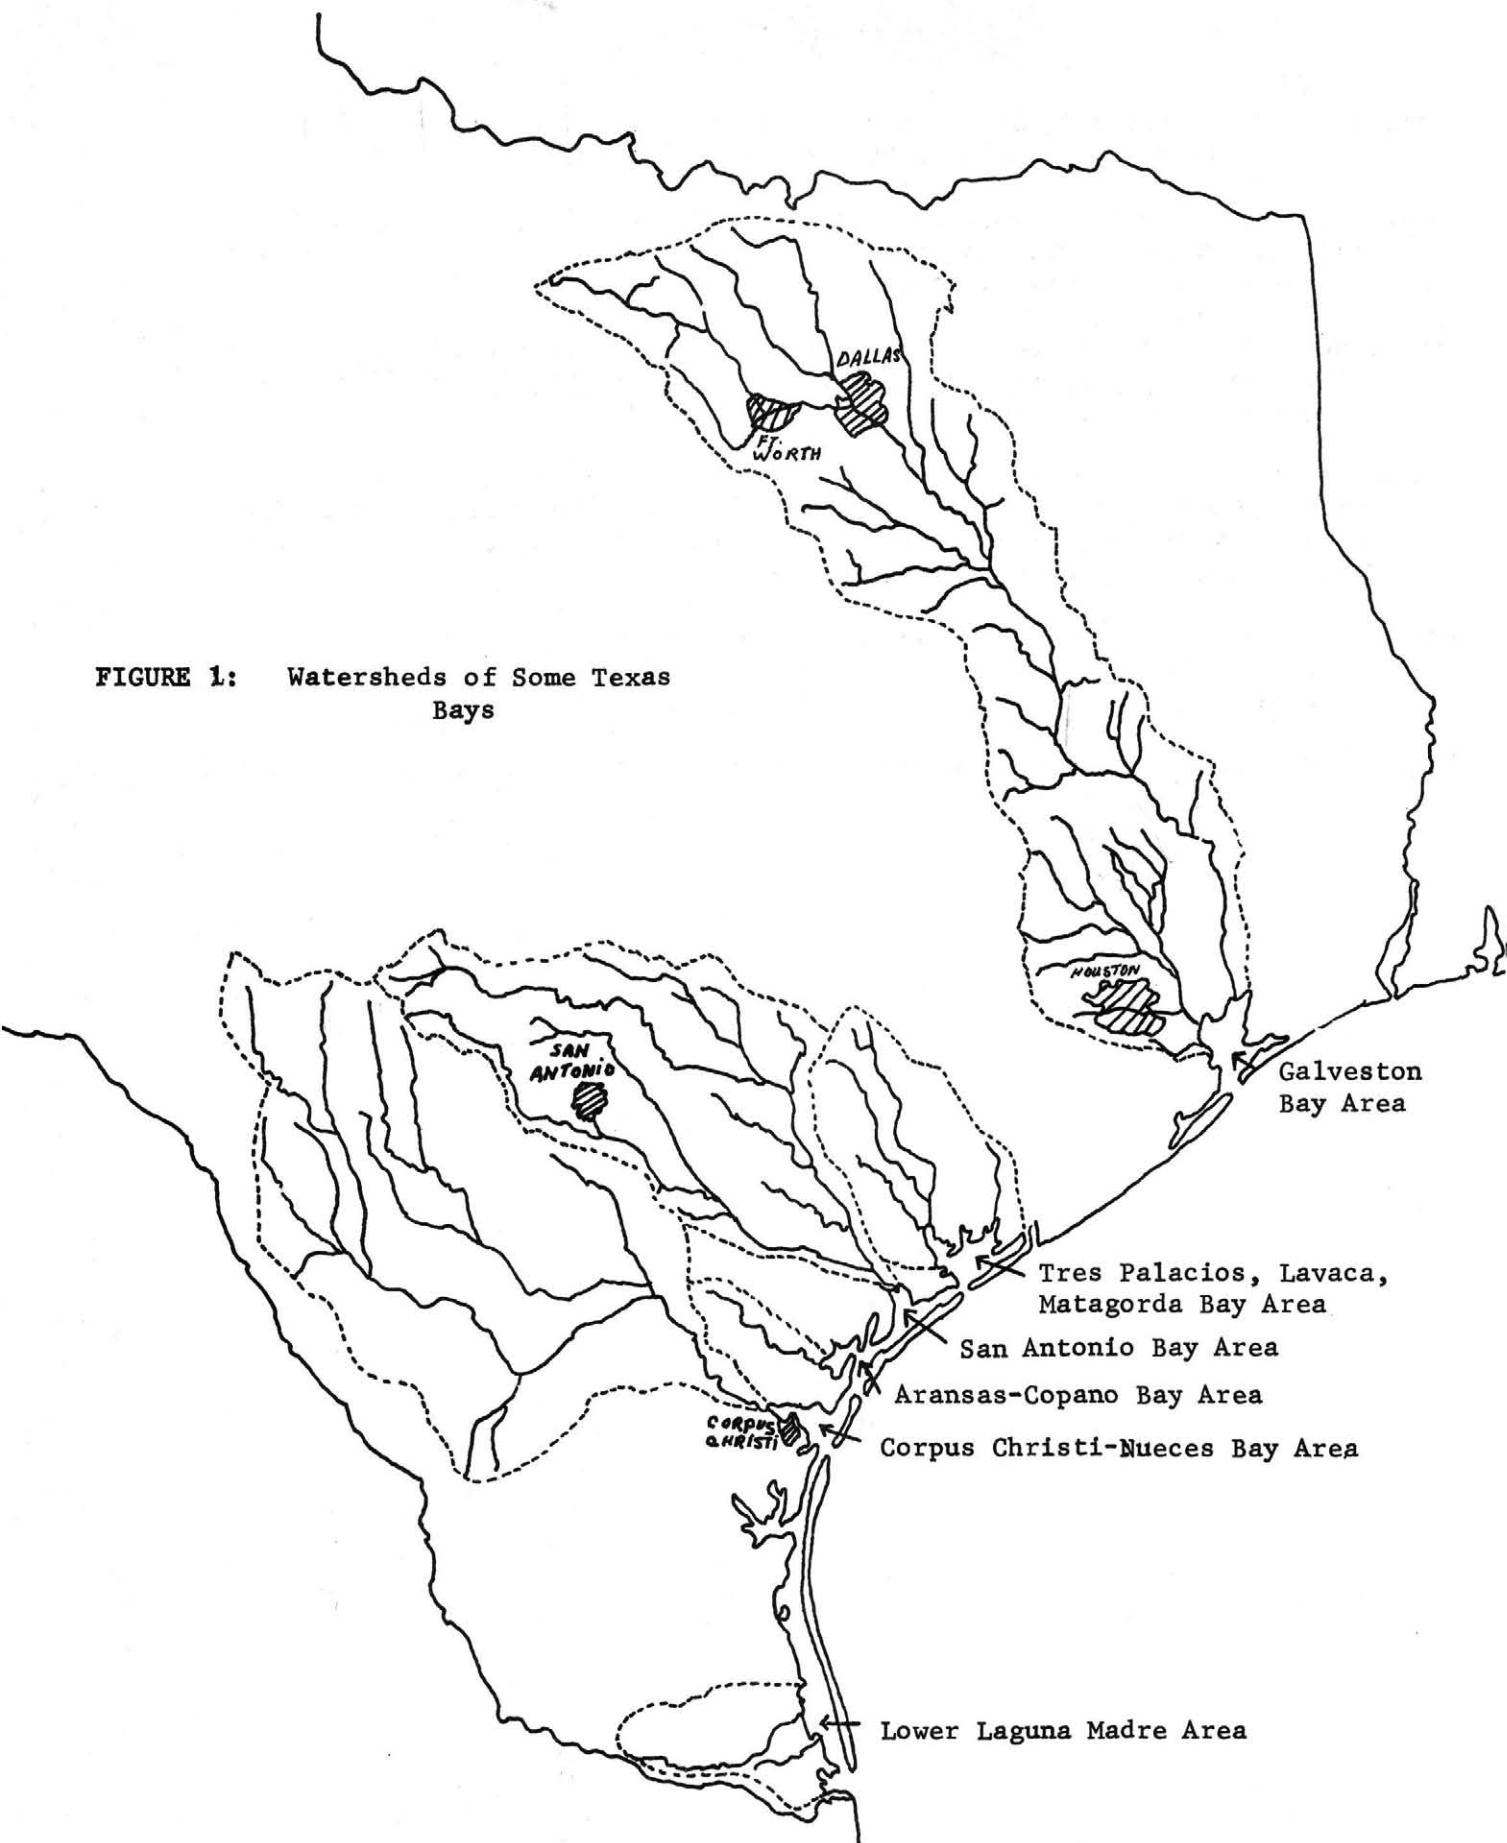 DALLAS
FT.
WORTH
FIGURE 1: Watersheds of Some Texas
Bays
HOUSTON
SAN
ANTONIO
Galveston
Bay Area
Tres Palacios, Lavaca,
Matagorda Bay Area
San Antonio Bay Area
Aransas-Copano Bay Area
CORPUS
CHRISTI
Corpus Christi-Nueces Bay Area
Lower Laguna Madre Area